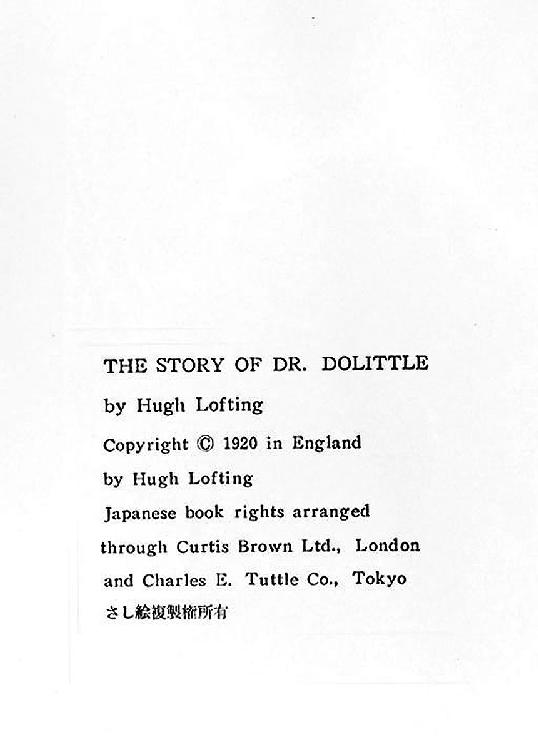 THE STORY OF DR. DOLITTLE
by Hugh Lofting
Copyright © 1920 in England
by Hugh Lofting
Japanese book rights arranged
through Curtis Brown Ltd., London
and Charles E. Tuttle Co., Tokyo
さし絵複製権所有